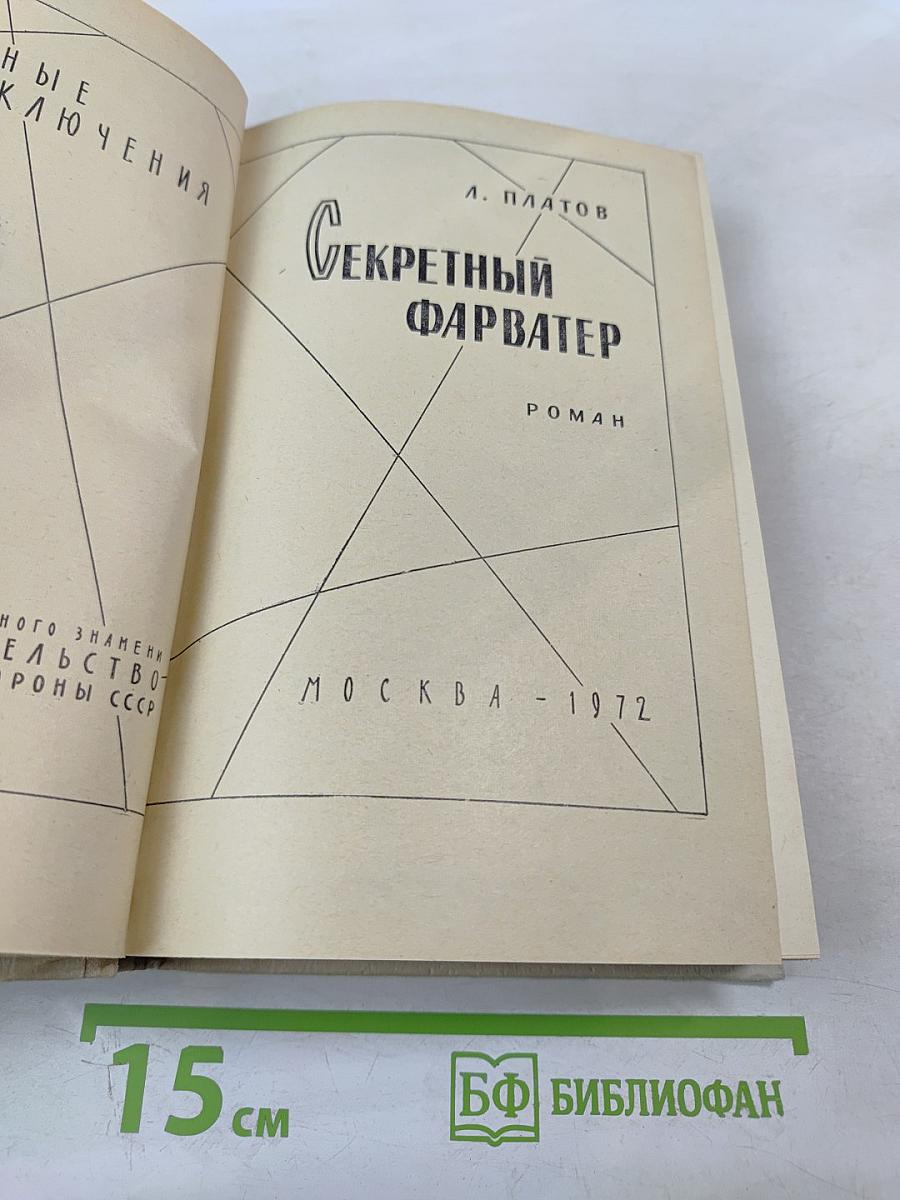 НЫЕ
КЛЮЧЕНИЯ
НОГО ЗНАМЕНИ
ЕЛЬСТВО
РОНЫ СССР
Л. ПЛАТОВ
СЕКРЕТНЫЙ
ФАРВАТЕР
РОМАН
МОСКВА – 1972
15 см
БФ БИБЛИОФАН